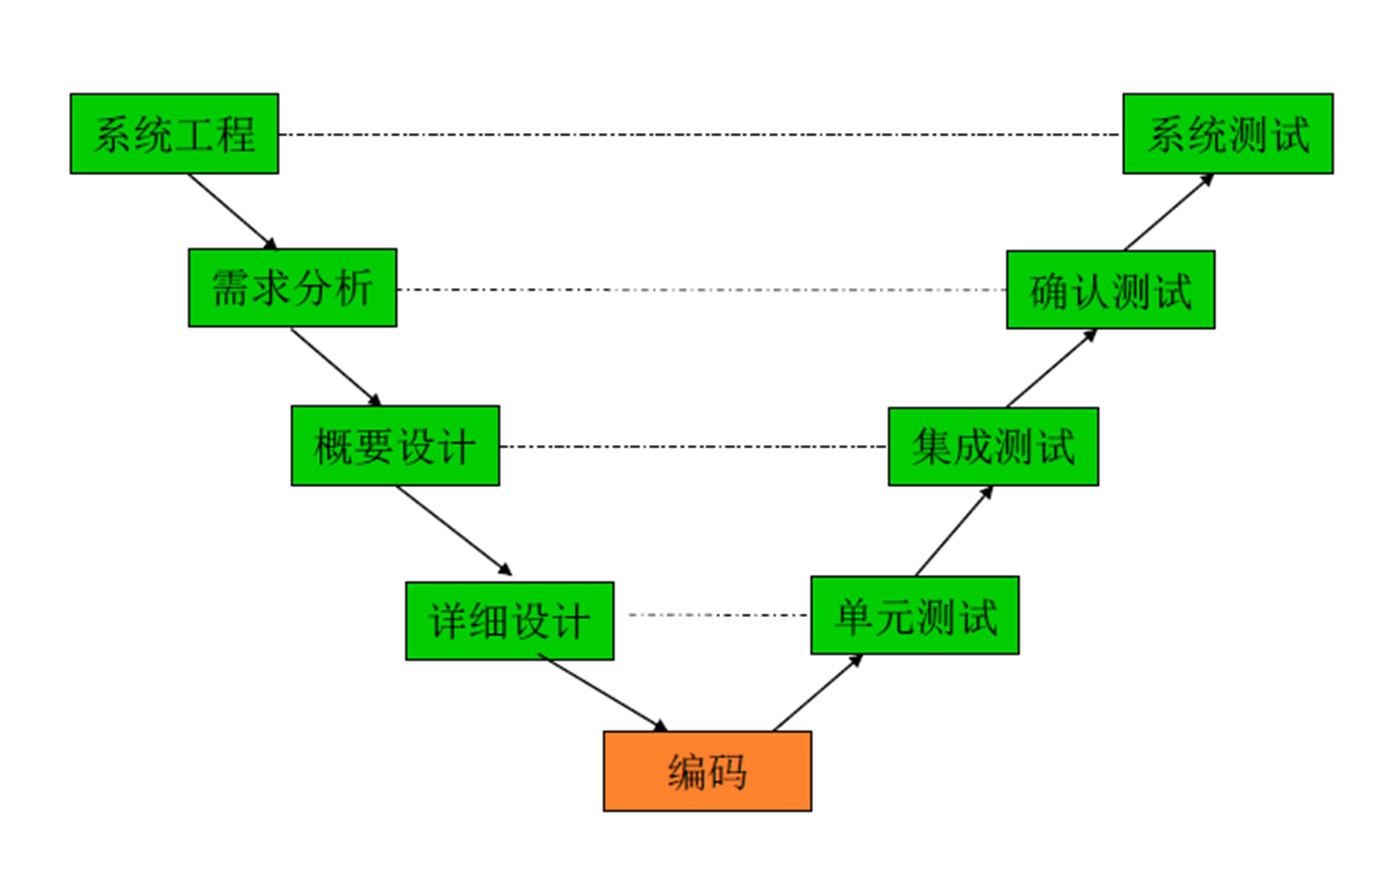 系统工程
系统测试
需求分析
确认测试
概要设计
集成测试
详细设计
单元测试
编码